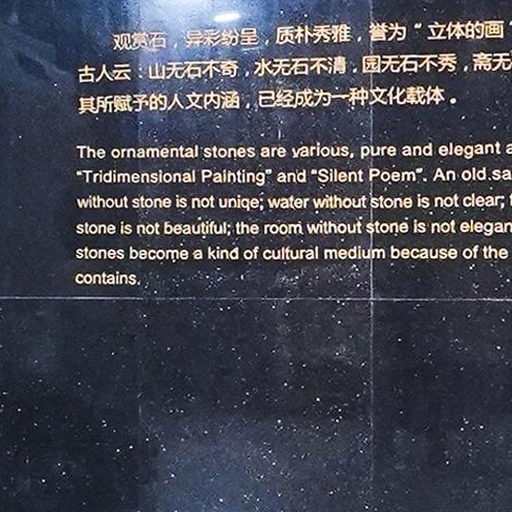 观赏石，异彩纷呈，质朴秀雅，誉为“立体的画”
古人云：山无石不奇，水无石不清，园无石不秀，斋无
其所赋予的人文内涵，已经成为一种文化载体。
The ornamental stones are various, pure and elegant a
“Tridimensional Paihting” and “Silent Poem”. An old sa
without stone is not uniqe; water without stone is not clear;
stone is not beautiful; the room without stone is not elegan
stones become a kind of cultural medium because of the
contains.